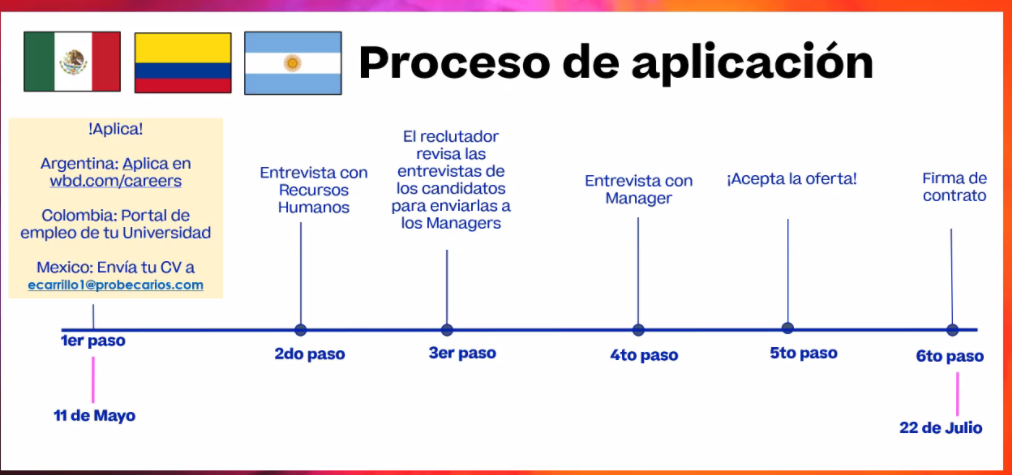 Proceso de aplicación
!Aplica!
Argentina: Aplica en
wbd.com/careers
Colombia: Portal de
empleo de tu Universidad
Mexico: Envía tu CV a
ecarrillo1@probecarios.com
Entrevista con
Recursos
Humanos
El reclutador
revisa las
entrevistas de
los candidatos
para enviarlas a
los Managers
Entrevista con
Manager
¡Acepta la oferta!
Firma de
contrato
1er paso
2do paso
3er paso
4to paso
5to paso
6to paso
11 de Mayo
22 de Julio